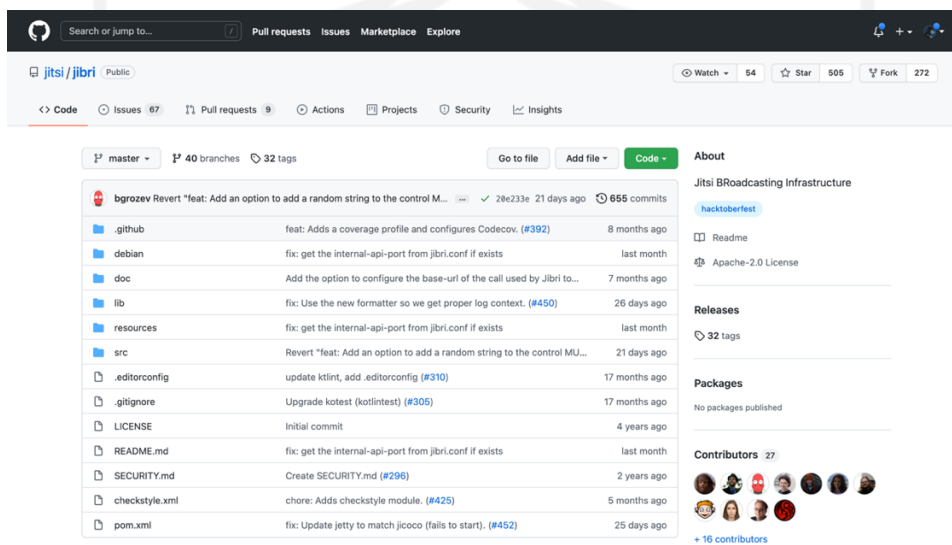 Search or jump to... / Pull requests Issues Marketplace Explore
jitsi / jibri Public Watch 54 Star 505 Fork 272
<> Code Issues 67 Pull requests 9 Actions Projects Security Insights
master 40 branches 32 tags Go to file Add file Code
About
Jitsi BRoadcasting Infrastructure
hacktoberfest
Readme
Apache-2.0 License
Releases
32 tags
Packages
No packages published
Contributors 27
+ 16 contributors
bgrozev Revert "feat: Add an option to add a random string to the control M... ... 20e233e 21 days ago 655 commits
.github feat: Adds a coverage profile and configures Codecov. (#392) 8 months ago
debian fix: get the internal-api-port from jibri.conf if exists last month
doc Add the option to configure the base-url of the call used by Jibri to... 7 months ago
lib fix: Use the new formatter so we get proper log context. (#450) 26 days ago
resources fix: get the internal-api-port from jibri.conf if exists last month
src Revert "feat: Add an option to add a random string to the control MU... 21 days ago
.editorconfig update ktlint, add .editorconfig (#310) 17 months ago
.gitignore Upgrade kotest (kotlintest) (#305) 17 months ago
LICENSE Initial commit 4 years ago
README.md fix: get the internal-api-port from jibri.conf if exists last month
SECURITY.md Create SECURITY.md (#296) 2 years ago
checkstyle.xml chore: Adds checkstyle module. (#425) 5 months ago
pom.xml fix: Update jetty to match jicoco (fails to start). (#452) 25 days ago